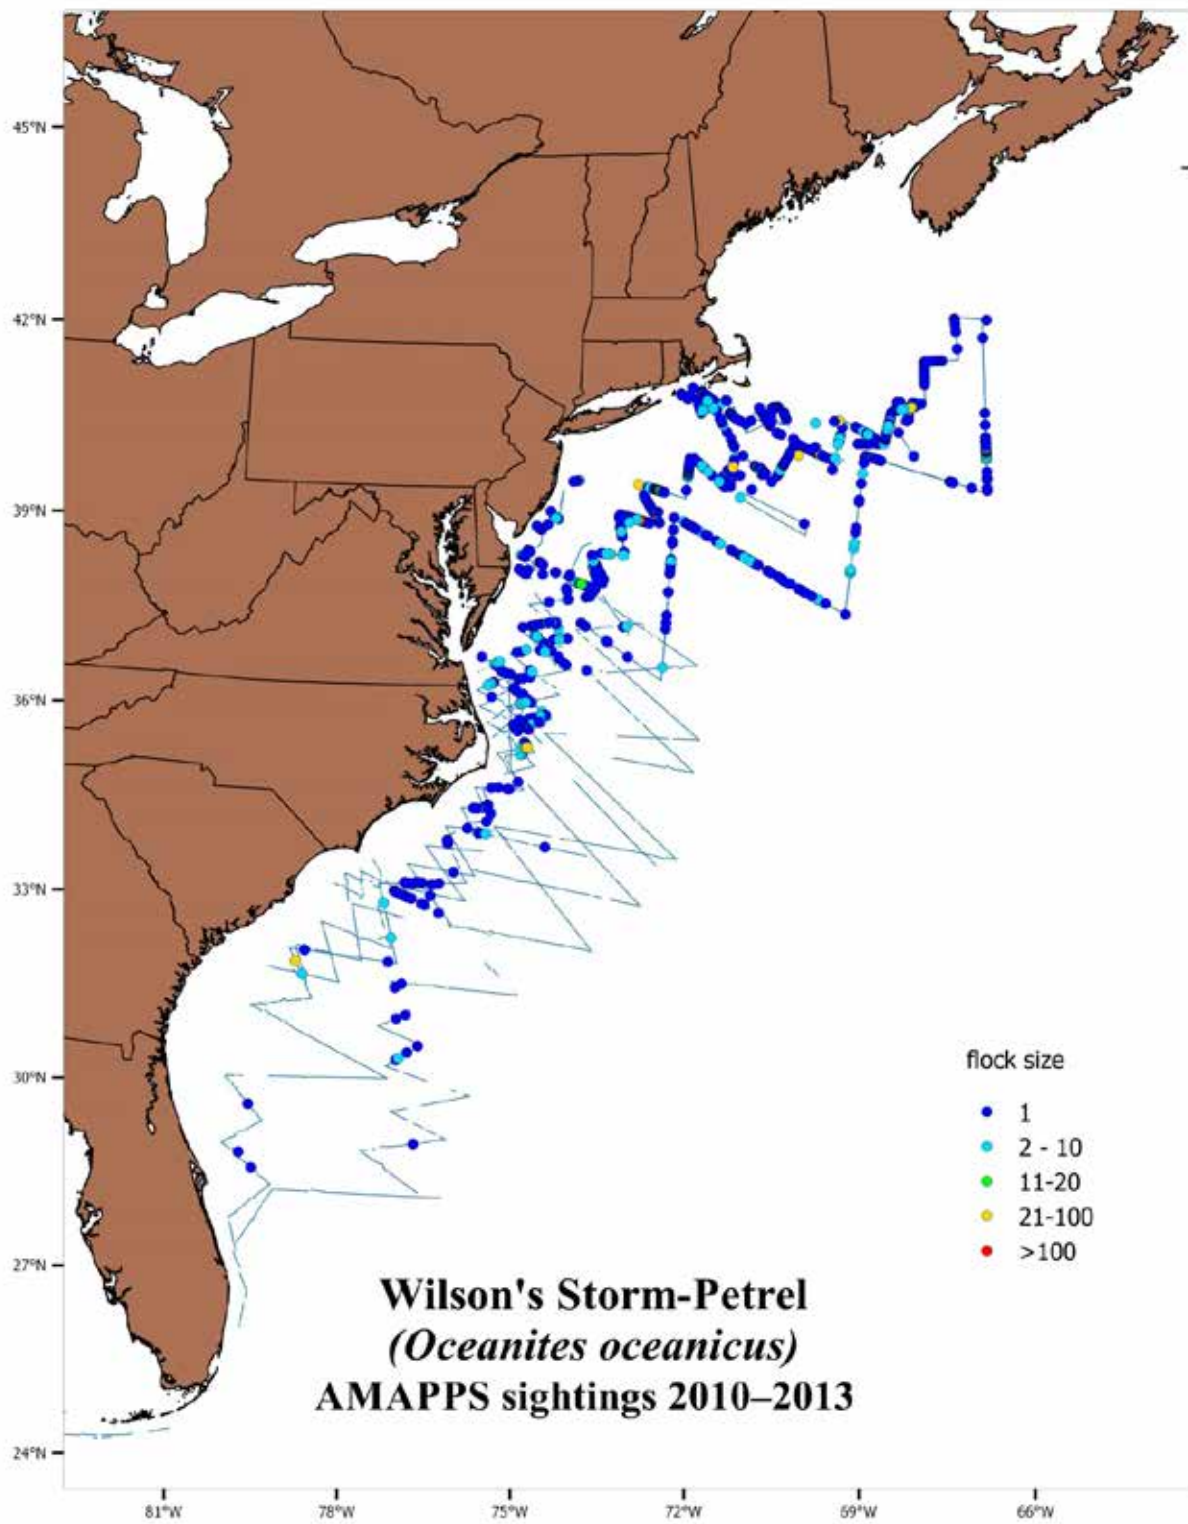 45°N
42°N
39°N
36°N
33°N
30°N
27°N
24°N
flock size
1
2 - 10
11-20
21-100
>100
Wilson's Storm-Petrel
(Oceanites oceanicus)
AMAPPS sightings 2010–2013
81°W 78°W 75°W 72°W 69°W 66°W